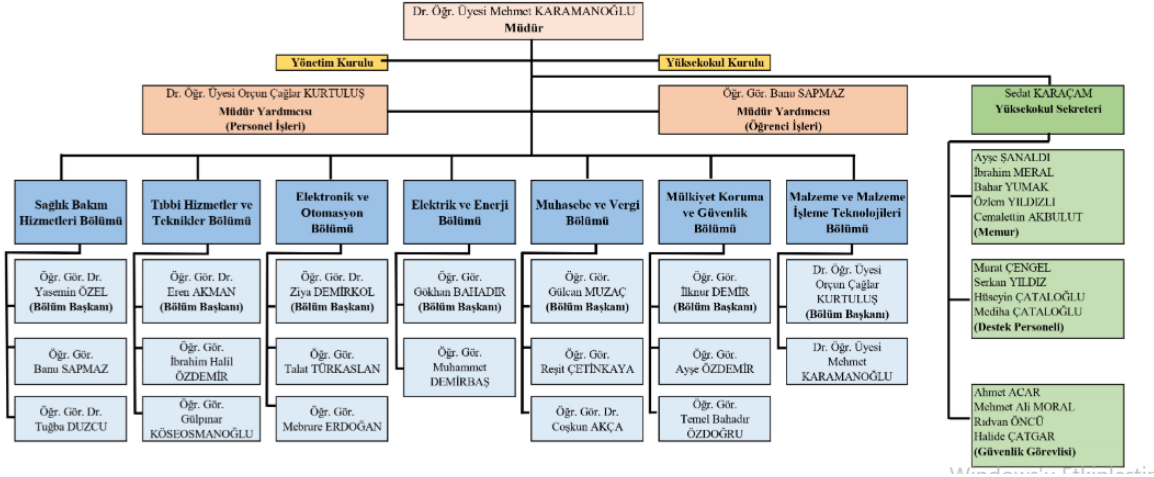 Dr. Öğr. Üyesi Mehmet KARAMANOĞLU
Müdür
Yönetim Kurulu
Yüksekokul Kurulu
Dr. Öğr. Üyesi Orçun Çağlar KURTULUŞ
Müdür Yardımcısı
(Personel İşleri)
Öğr. Gör. Banu SAPMAZ
Müdür Yardımcısı
(Öğrenci İşleri)
Sedat KARAÇAM
Yüksekokul Sekreteri
Sağlık Bakım
Hizmetleri Bölümü
Öğr. Gör. Dr.
Yasemin ÖZEL
(Bölüm Başkanı)
Öğr. Gör.
Banu SAPMAZ
Öğr. Gör. Dr.
Tuğba DUZCU
Tıbbi Hizmetler ve
Teknikler Bölümü
Öğr. Gör. Dr.
Eren AKMAN
(Bölüm Başkanı)
Öğr. Gör.
İbrahim Halil
ÖZDEMİR
Öğr. Gör.
Gülpınar
KÖSEOSMANOĞLU
Elektronik ve
Otomasyon
Bölümü
Öğr. Gör. Dr.
Ziya DEMİRKOL
(Bölüm Başkanı)
Öğr. Gör.
Talat TÜRKASLAN
Öğr. Gör.
Mebrure ERDOĞAN
Elektrik ve Enerji
Bölümü
Öğr. Gör.
Gökhan BAHADIR
(Bölüm Başkanı)
Öğr. Gör.
Muhammet
DEMİRBAŞ
Muhasebe ve Vergi
Bölümü
Öğr. Gör.
Gülcan MUZAÇ
(Bölüm Başkanı)
Öğr. Gör.
Reşit ÇETİNKAYA
Öğr. Gör. Dr.
Coşkun AKÇA
Mülkiyet Koruma
ve Güvenlik
Bölümü
Öğr. Gör.
İlknur DEMİR
(Bölüm Başkanı)
Öğr. Gör.
Ayşe ÖZDEMİR
Öğr. Gör.
Temel Bahadır
ÖZDOĞRU
Malzeme ve Malzeme
İşleme Teknolojileri
Bölümü
Dr. Öğr. Üyesi
Orçun Çağlar
KURTULUŞ
(Bölüm Başkanı)
Dr. Öğr. Üyesi
Mehmet
KARAMANOĞLU
Ayşe ŞANALDI
İbrahim MERAL
Bahar YUMAK
Özlem YILDIZLI
Cemalettin AKBULUT
(Memur)
Murat ÇENGEL
Serkan YILDIZ
Hüseyin ÇATALOĞLU
Mediha ÇATALOĞLU
(Destek Personeli)
Ahmet ACAR
Mehmet Ali MORAL
Rıdvan ÖNCÜ
Halide ÇATGAR
(Güvenlik Görevlisi)
Windows'u Etkinleştir